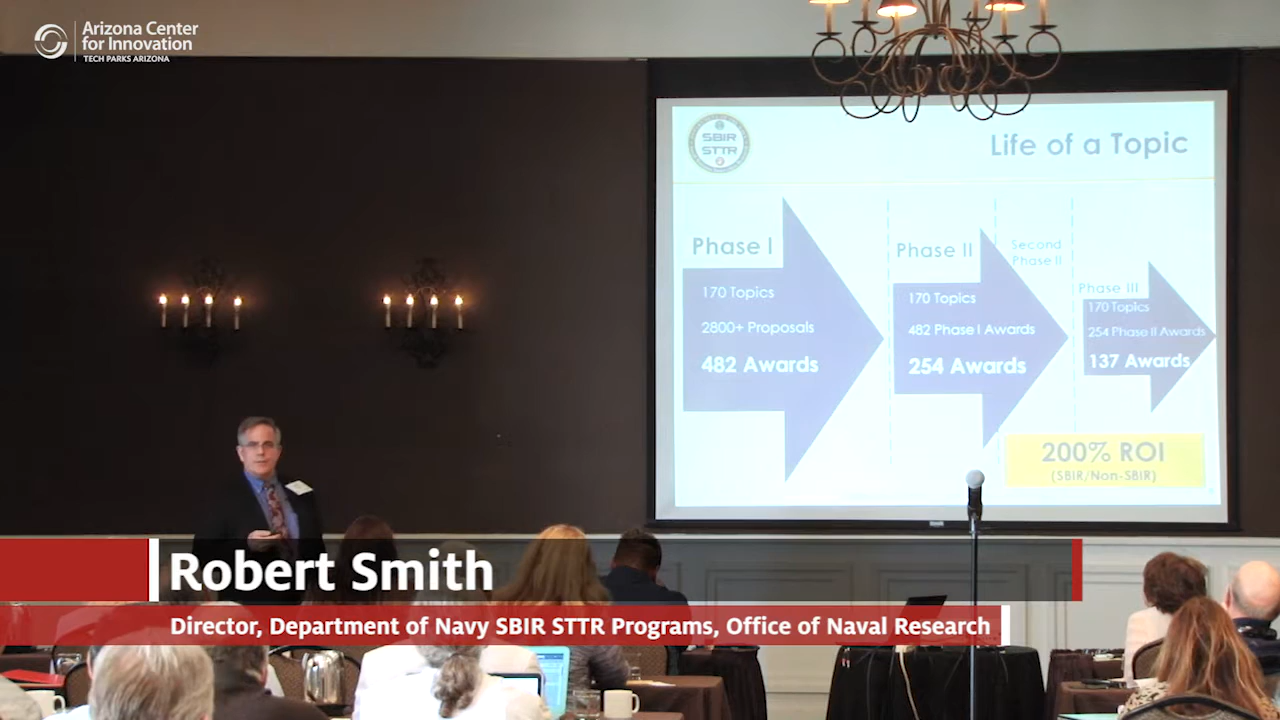 Arizona Center
for Innovation
TECH PARKS ARIZONA
SBIR
STTR
Life of a Topic
Phase I
170 Topics
2800+ Proposals
482 Awards
Phase II
170 Topics
482 Phase I Awards
254 Awards
Second
Phase II
Phase III
170 Topics
254 Phase II Awards
137 Awards
200% ROI
(SBIR/Non-SBIR)
Robert Smith
Director, Department of Navy SBIR STTR Programs, Office of Naval Research